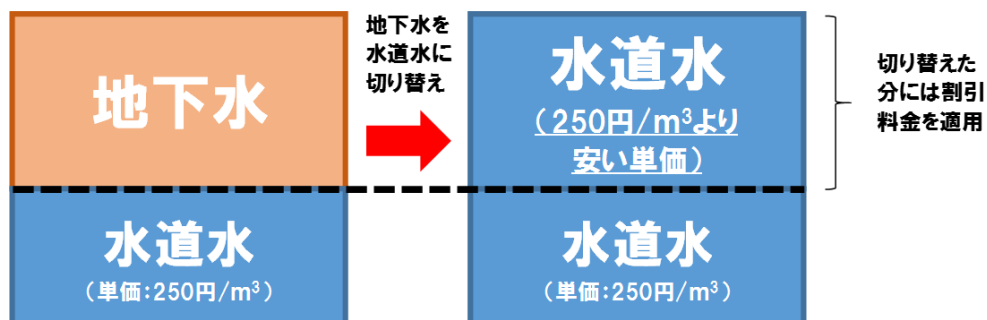 地下水
水道水
（単価：250円/m³）
地下水を
水道水に
切り替え
水道水
（250円/m³より
安い単価）
水道水
（単価：250円/m³）
切り替えた
分には割引
料金を適用